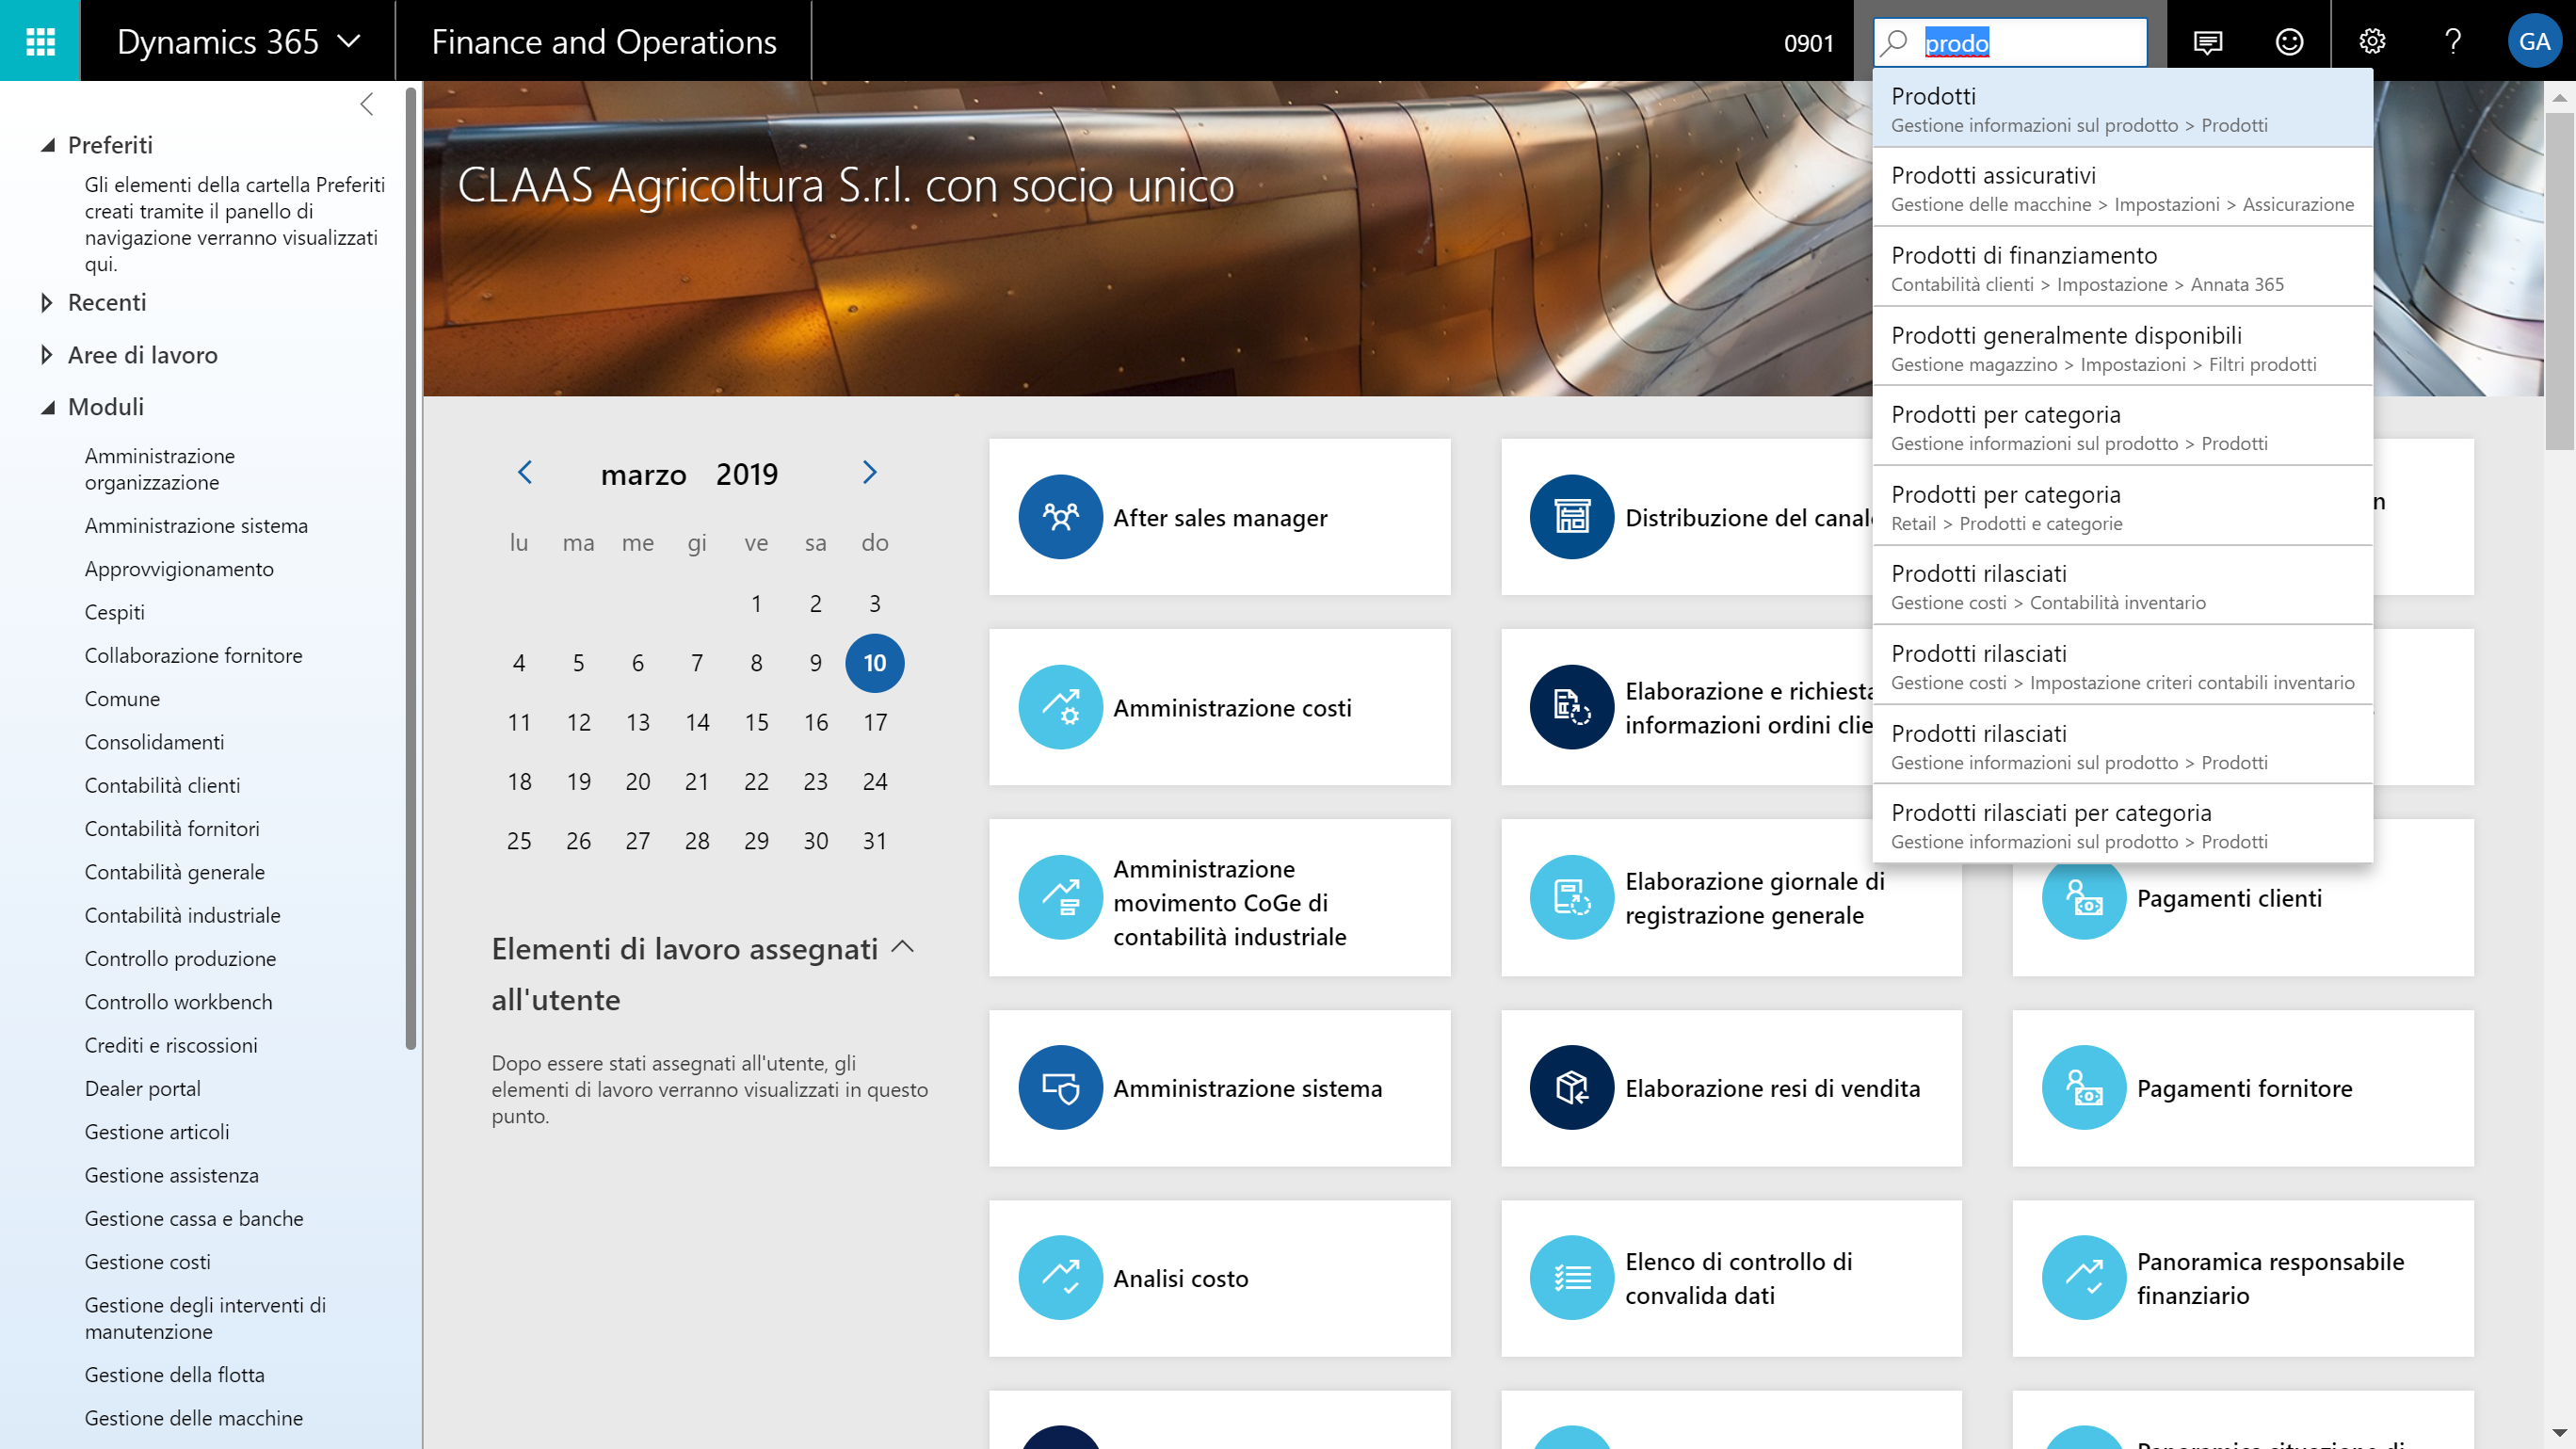 Dynamics 365
Finance and Operations
0901
prodo
GA
Preferiti
Gli elementi della cartella Preferiti
creati tramite il panello di
navigazione verranno visualizzati
qui.
Recenti
Aree di lavoro
Moduli
Amministrazione
organizzazione
Amministrazione sistema
Approvvigionamento
Cespiti
Collaborazione fornitore
Comune
Consolidamenti
Contabilità clienti
Contabilità fornitori
Contabilità generale
Contabilità industriale
Controllo produzione
Controllo workbench
Crediti e riscossioni
Dealer portal
Gestione articoli
Gestione assistenza
Gestione cassa e banche
Gestione costi
Gestione degli interventi di
manutenzione
Gestione della flotta
Gestione delle macchine
CLAAS Agricoltura S.r.l. con socio unico
marzo 2019
lu ma me gi ve sa do
1 2 3
4 5 6 7 8 9 10
11 12 13 14 15 16 17
18 19 20 21 22 23 24
25 26 27 28 29 30 31
Elementi di lavoro assegnati
all'utente
Dopo essere stati assegnati all'utente, gli
elementi di lavoro verranno visualizzati in questo
punto.
After sales manager
Amministrazione costi
Amministrazione
movimento CoGe di
contabilità industriale
Amministrazione sistema
Analisi costo
Distribuzione del canale
Elaborazione e richiesta
informazioni ordini clie
Elaborazione giornale di
registrazione generale
Elaborazione resi di vendita
Elenco di controllo di
convalida dati
Prodotti
Gestione informazioni sul prodotto > Prodotti
Prodotti assicurativi
Gestione delle macchine > Impostazioni > Assicurazione
Prodotti di finanziamento
Contabilità clienti > Impostazione > Annata 365
Prodotti generalmente disponibili
Gestione magazzino > Impostazioni > Filtri prodotti
Prodotti per categoria
Gestione informazioni sul prodotto > Prodotti
Prodotti per categoria
Retail > Prodotti e categorie
Prodotti rilasciati
Gestione costi > Contabilità inventario
Prodotti rilasciati
Gestione costi > Impostazione criteri contabili inventario
Prodotti rilasciati
Gestione informazioni sul prodotto > Prodotti
Prodotti rilasciati per categoria
Gestione informazioni sul prodotto > Prodotti
Pagamenti clienti
Pagamenti fornitore
Panoramica responsabile
finanziario